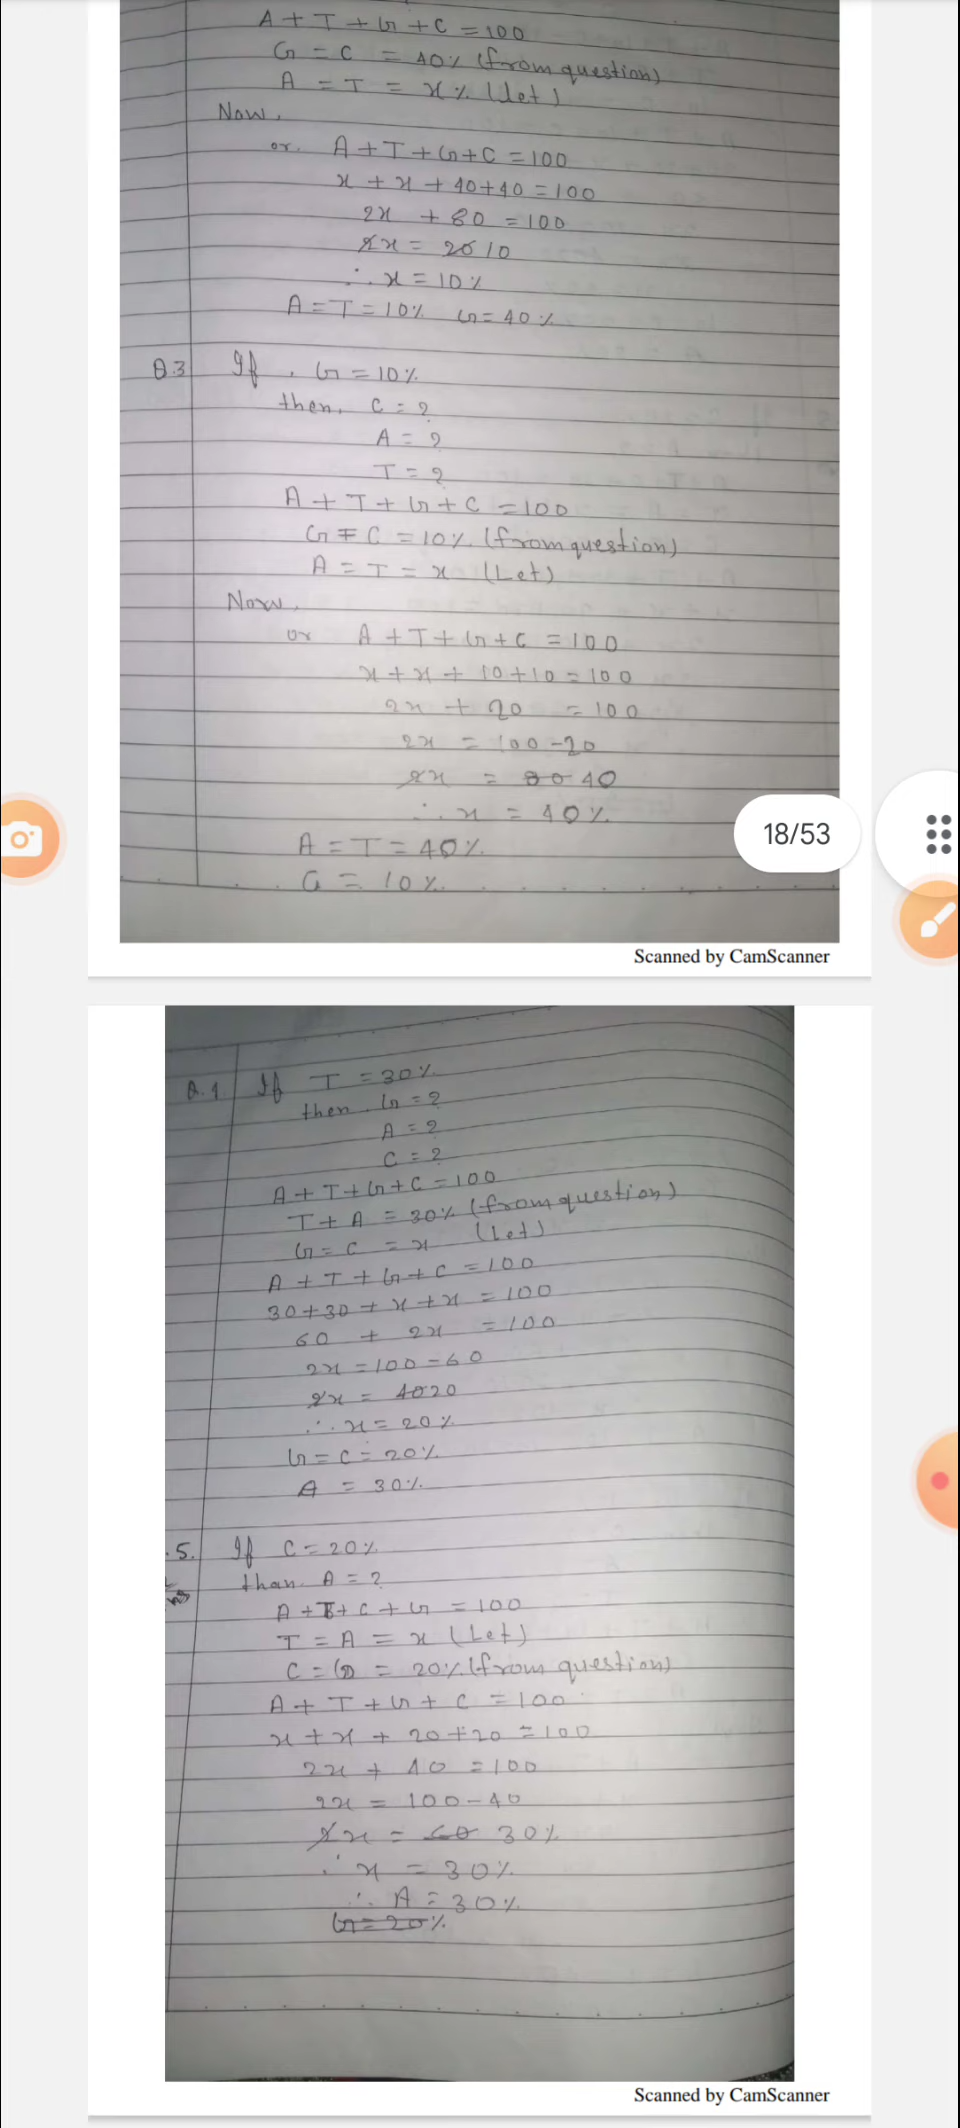 A + T + G + C = 100
G = C = 40% (from question)
A = T = x% (let)
Now,
or. A + T + G + C = 100
x + x + 40 + 40 = 100
2x + 80 = 100
2x = 20 10
∴ x = 10%
A = T = 10% G = 40%
Q.3 If, G = 10%
then, C = ?
A = ?
T = ?
A + T + G + C = 100
G = C = 10% (from question)
A = T = x (Let)
Now,
or A + T + G + C = 100
x + x + 10 + 10 = 100
2x + 20 = 100
2x = 100 - 20
2x = 80 40
∴ x = 40%
18/53
A = T = 40%
G = 10%
Scanned by CamScanner
Q.4 If T = 30%
then. G = ?
A = ?
C = ?
A + T + G + C = 100
T + A = 30% (from question)
G = C = x (Let)
A + T + G + C = 100
30 + 30 + x + x = 100
60 + 2x = 100
2x = 100 - 60
2x = 40 20
∴ x = 20%
G = C = 20%
A = 30%
.5. If C = 20%
than. A = ?
A + T + C + G = 100
T = A = x (Let)
C = G = 20% (from question)
A + T + G + C = 100
x + x + 20 + 20 = 100
2x + 40 = 100
2x = 100 - 40
2x = 60 30%
∴ x = 30%
∴ A = 30%
G = 20%
Scanned by CamScanner